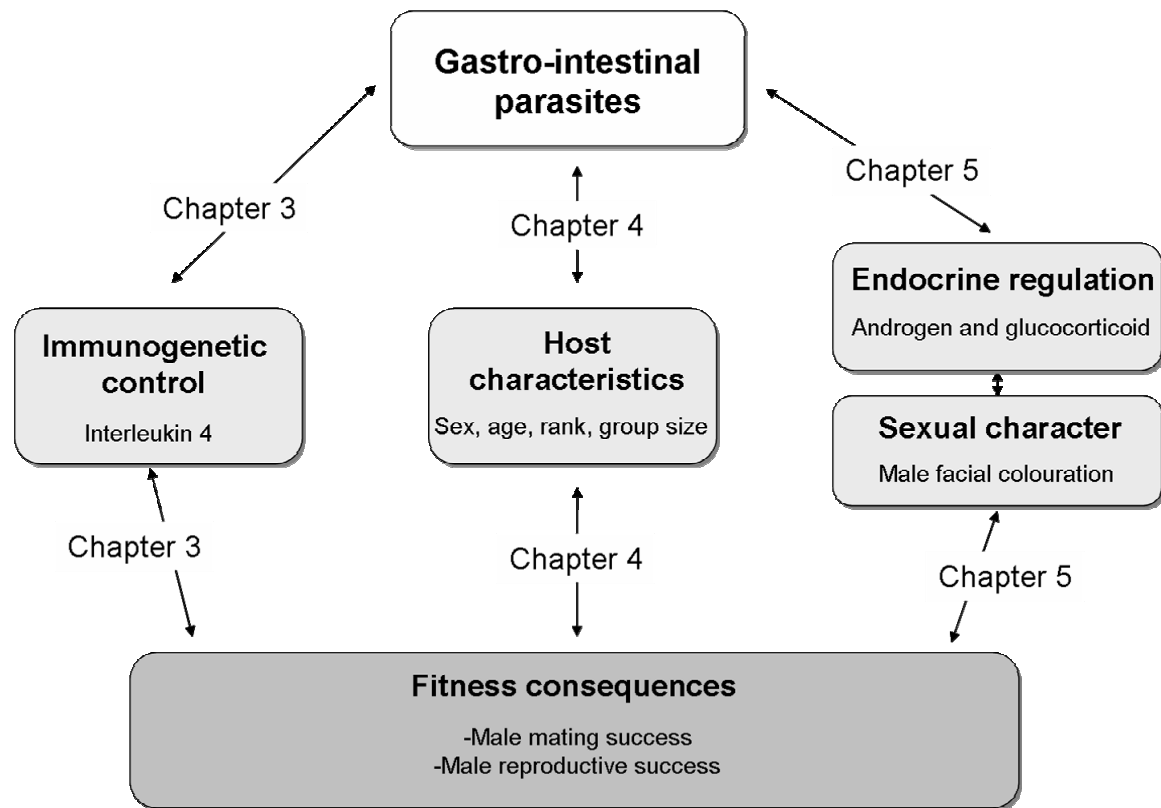 Gastro-intestinal
parasites
Chapter 3
Chapter 4
Chapter 5
Immunogenetic
control
Interleukin 4
Host
characteristics
Sex, age, rank, group size
Endocrine regulation
Androgen and glucocorticoid
Sexual character
Male facial colouration
Chapter 3
Chapter 4
Chapter 5
Fitness consequences
-Male mating success
-Male reproductive success